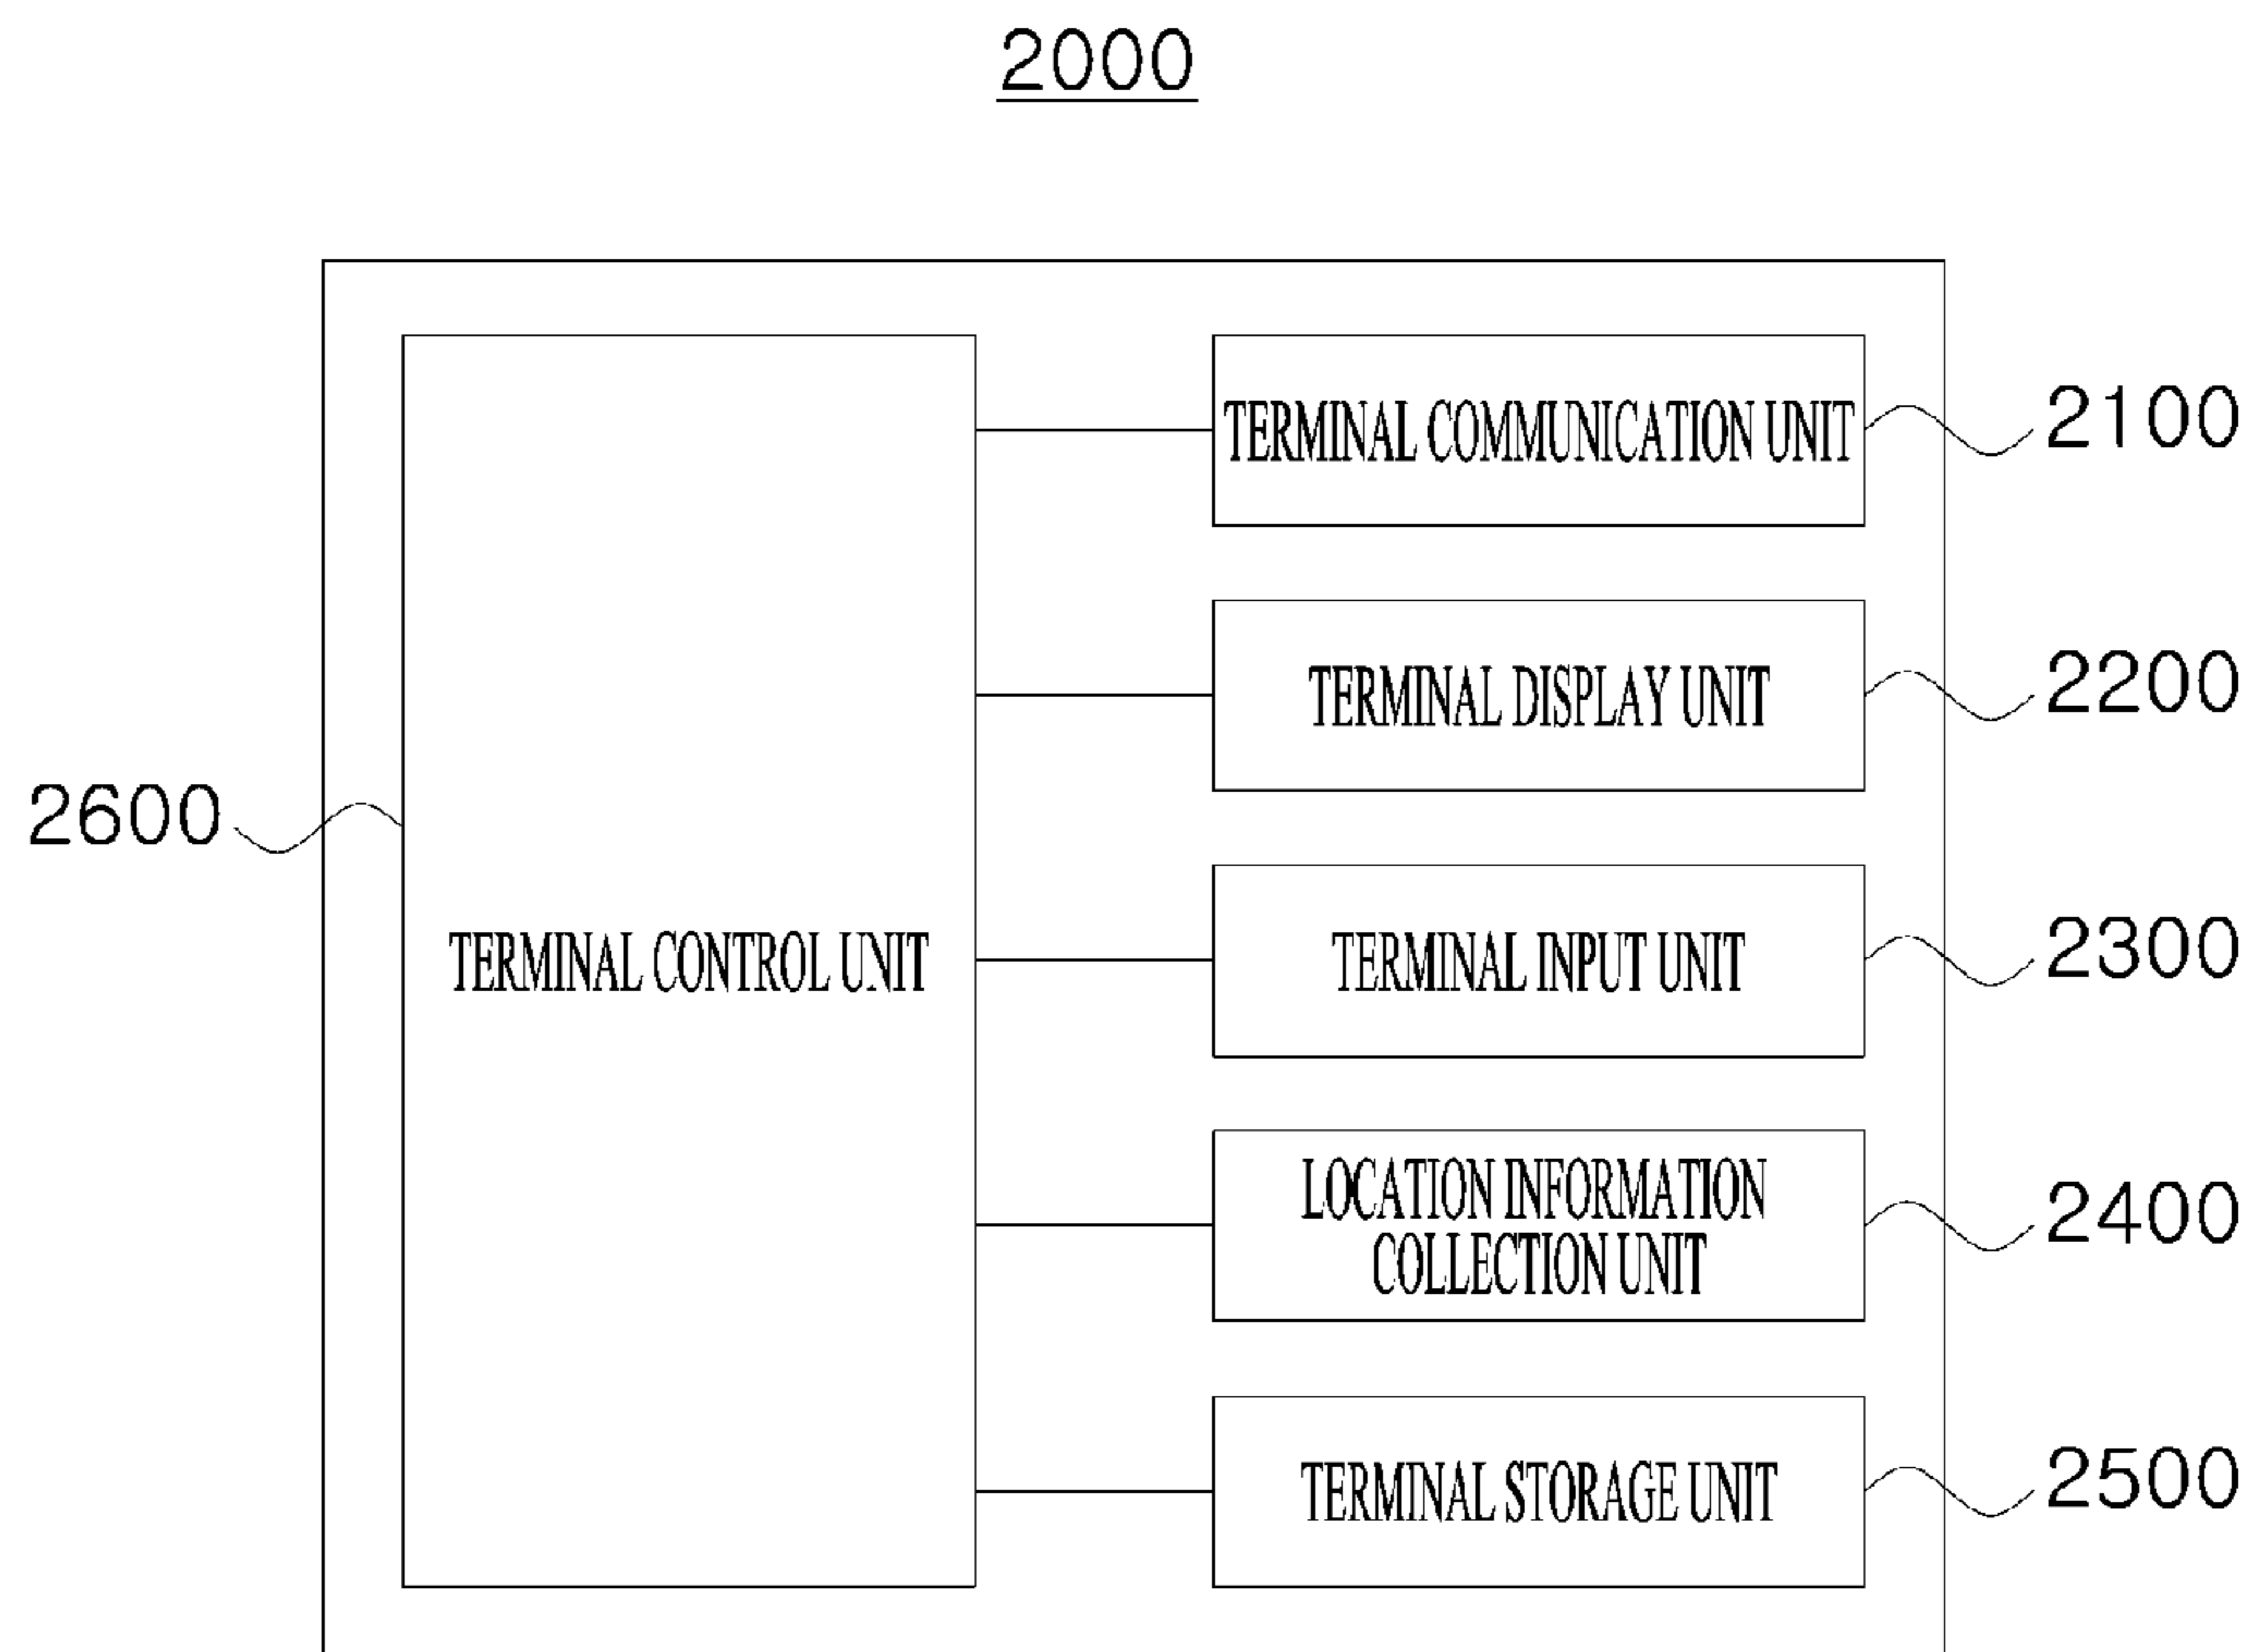 2000
TERMINAL COMMUNICATION UNIT
2100
TERMINAL DISPLAY UNIT
2200
2600
TERMINAL CONTROL UNIT
TERMINAL INPUT UNIT
2300
LOCATION INFORMATION
COLLECTION UNIT
2400
TERMINAL STORAGE UNIT
2500